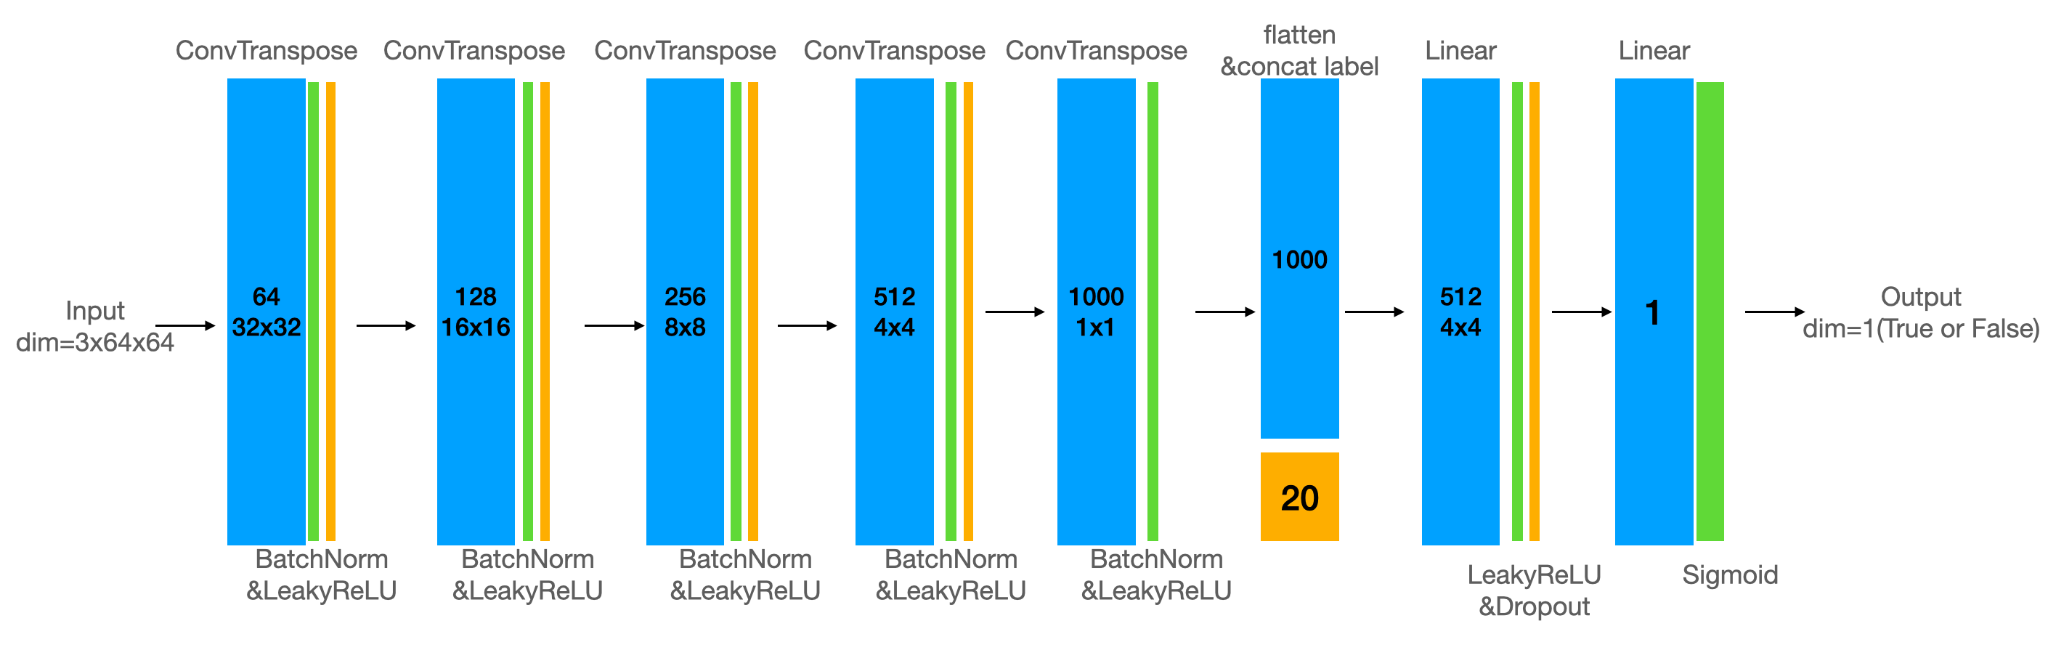 ConvTranspose
ConvTranspose
ConvTranspose
ConvTranspose
ConvTranspose
flatten
&concat label
Linear
Linear
Input
dim=3x64x64
64
32x32
128
16x16
256
8x8
512
4x4
1000
1x1
1000
20
512
4x4
1
Output
dim=1(True or False)
BatchNorm
&LeakyReLU
BatchNorm
&LeakyReLU
BatchNorm
&LeakyReLU
BatchNorm
&LeakyReLU
BatchNorm
&LeakyReLU
LeakyReLU
&Dropout
Sigmoid